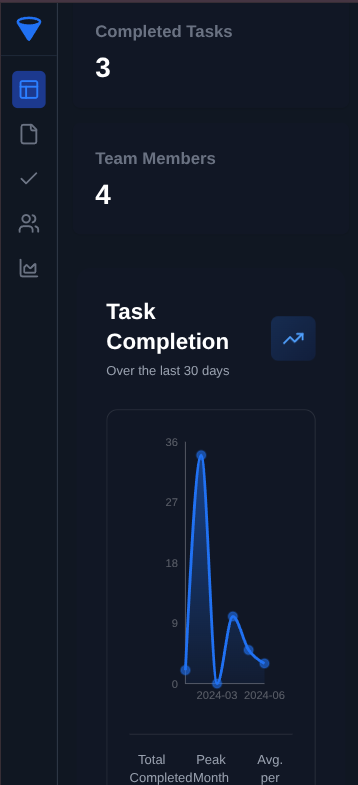 Completed Tasks
3
Team Members
4
Task
Completion
Over the last 30 days
36
27
18
9
0
2024-03 2024-06
Total Peak Avg.
Completed Month per